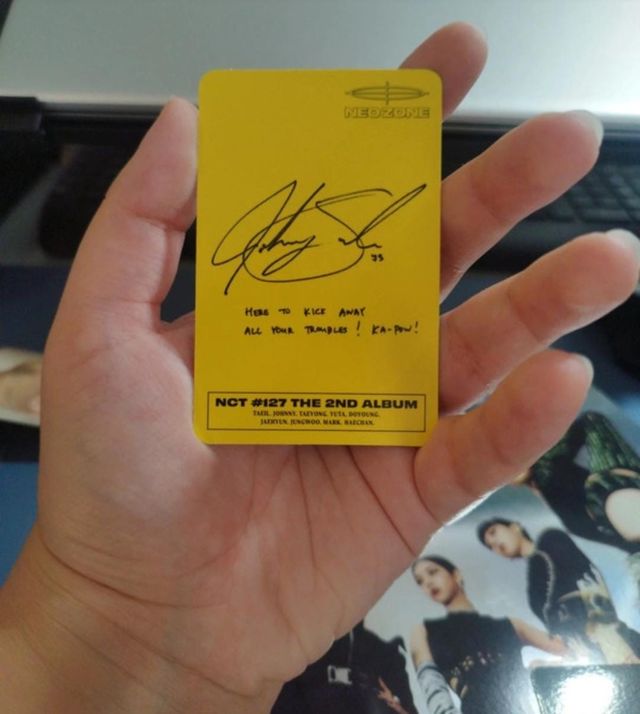 NEOZONE
Johnny Suh
JS
HERE TO KICK AWAY
ALL YOUR TROUBLES! KA-POW!
NCT #127 THE 2ND ALBUM
TAEIL. JOHNNY. TAEYONG. YUTA. DOYOUNG.
JAEHYUN. JUNGWOO. MARK. HAECHAN.